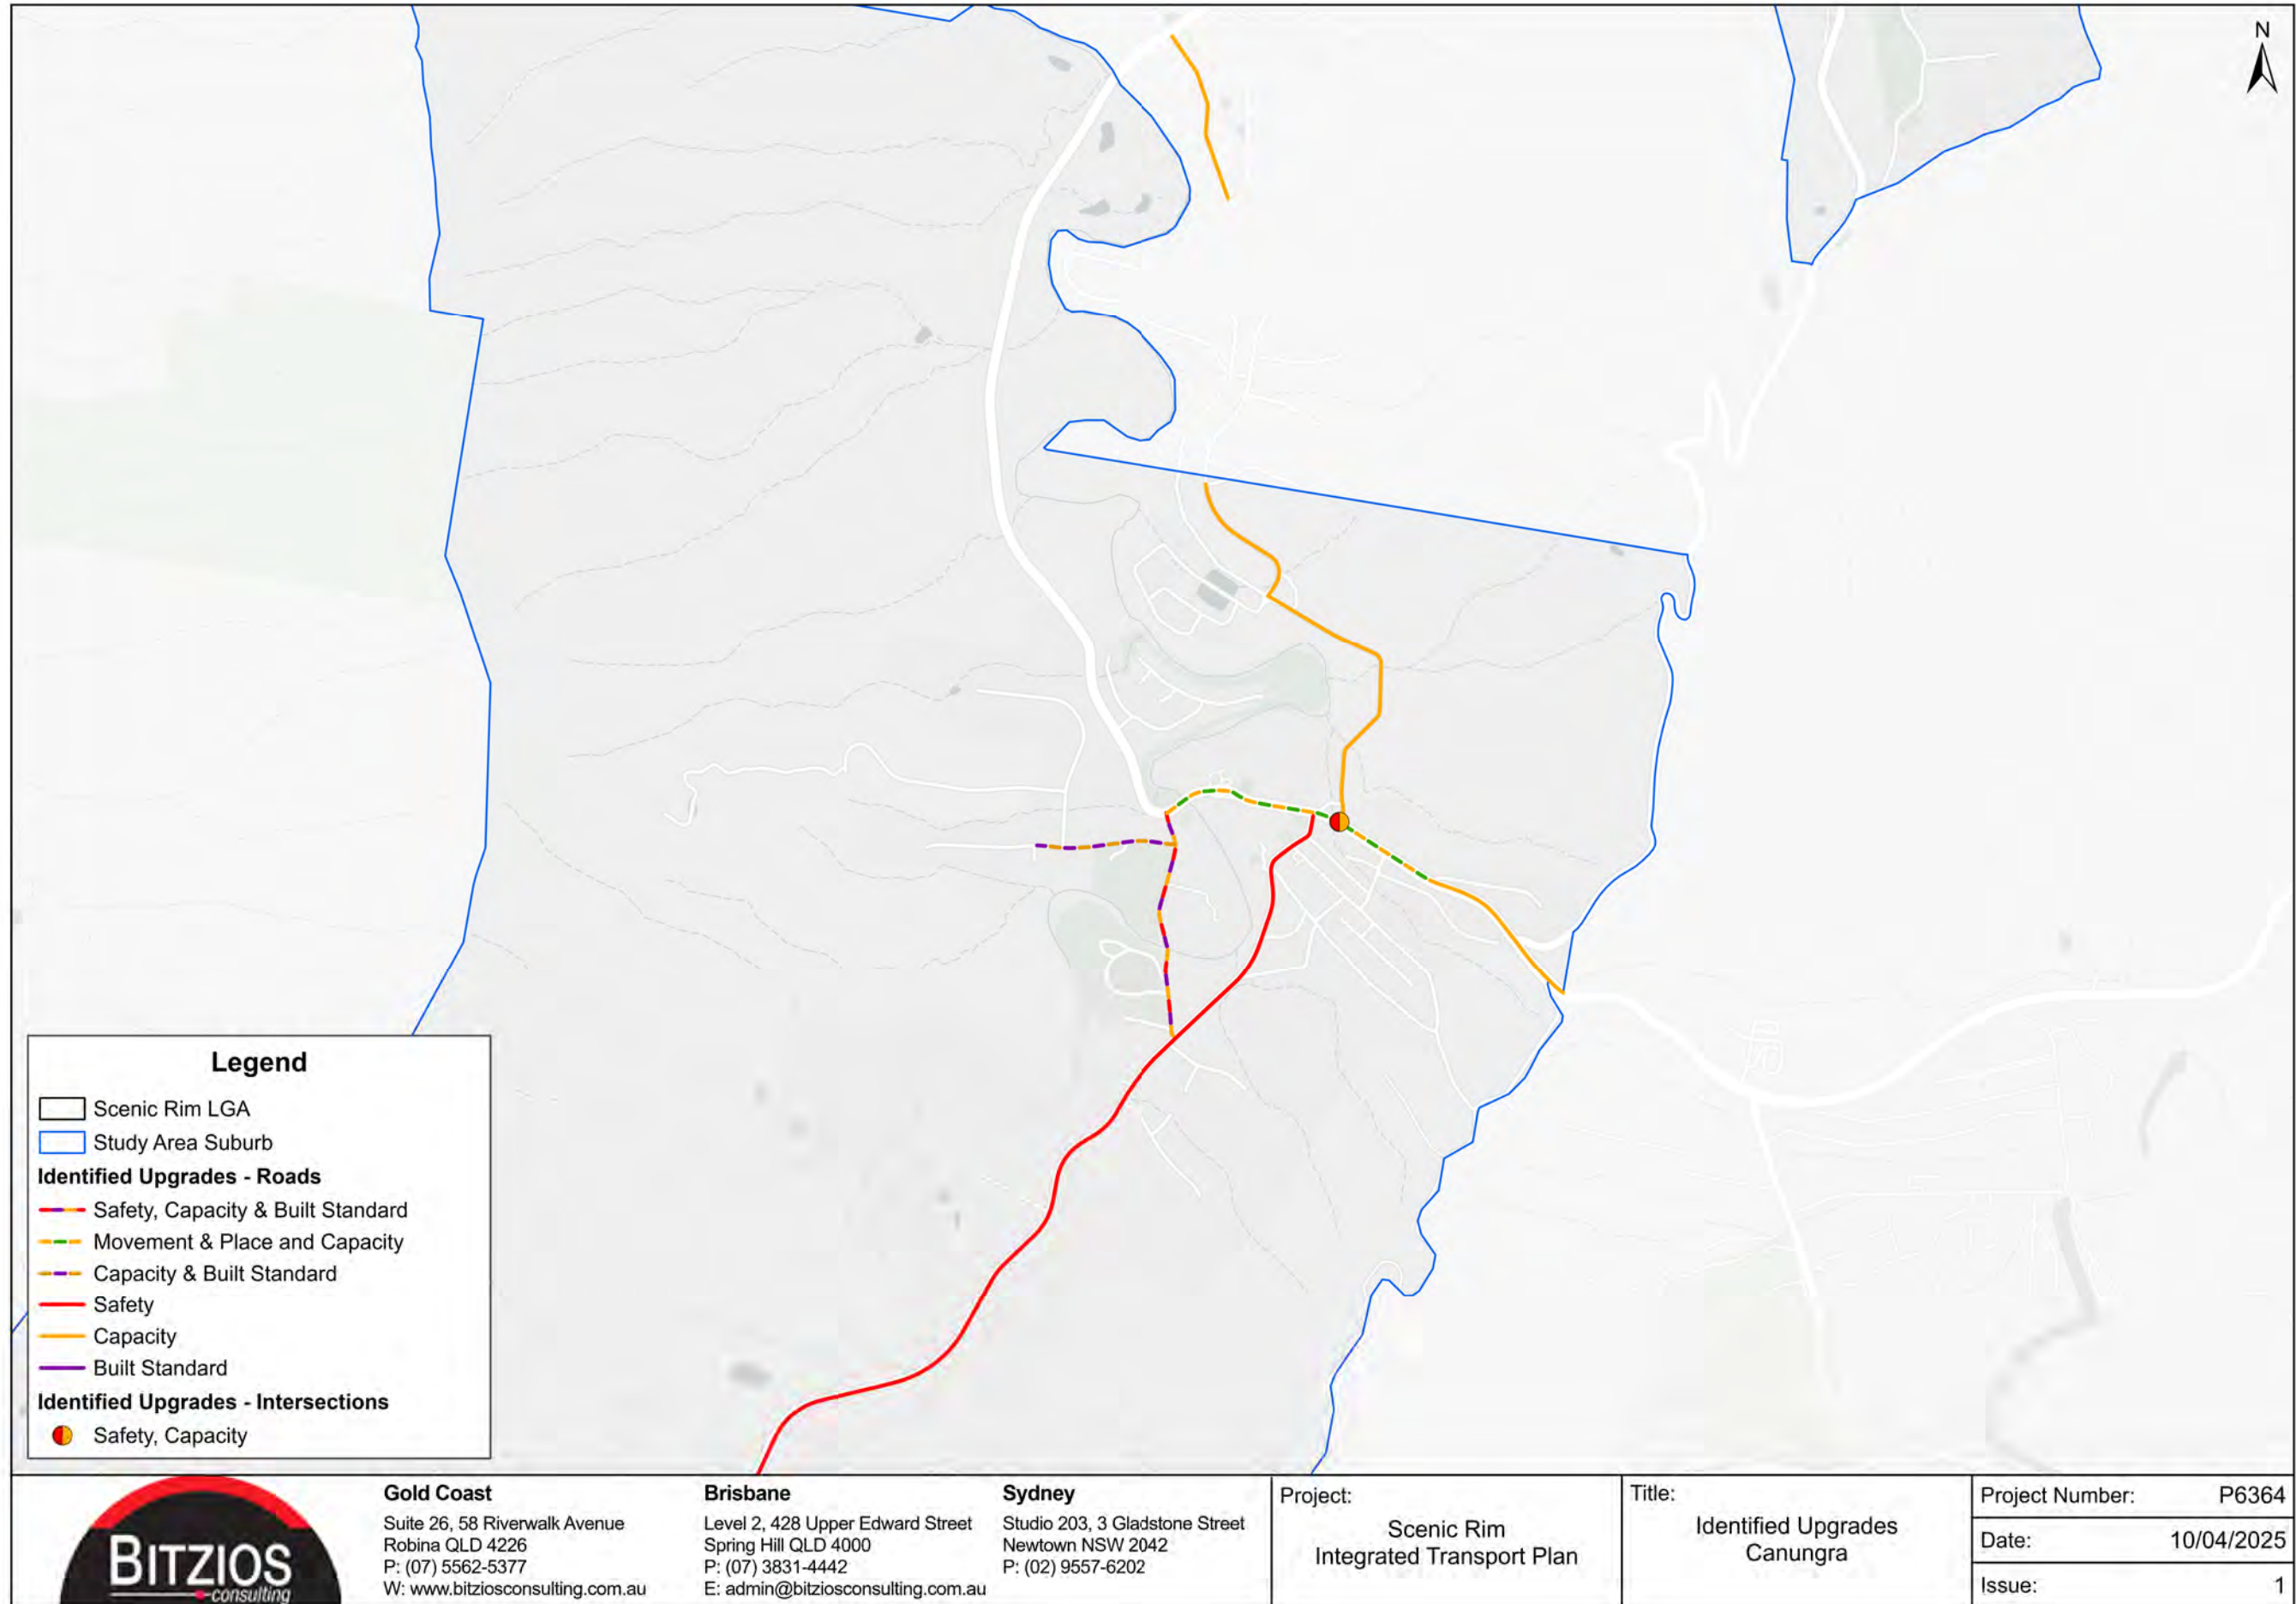 N
Legend
Scenic Rim LGA
Study Area Suburb
Identified Upgrades - Roads
Safety, Capacity & Built Standard
Movement & Place and Capacity
Capacity & Built Standard
Safety
Capacity
Built Standard
Identified Upgrades - Intersections
Safety, Capacity
BITZIOS
consulting
Gold Coast
Suite 26, 58 Riverwalk Avenue
Robina QLD 4226
P: (07) 5562-5377
W: www.bitziosconsulting.com.au
Brisbane
Level 2, 428 Upper Edward Street
Spring Hill QLD 4000
P: (07) 3831-4442
E: admin@bitziosconsulting.com.au
Sydney
Studio 203, 3 Gladstone Street
Newtown NSW 2042
P: (02) 9557-6202
Project:
Scenic Rim
Integrated Transport Plan
Title:
Identified Upgrades
Canungra
Project Number: P6364
Date: 10/04/2025
Issue: 1